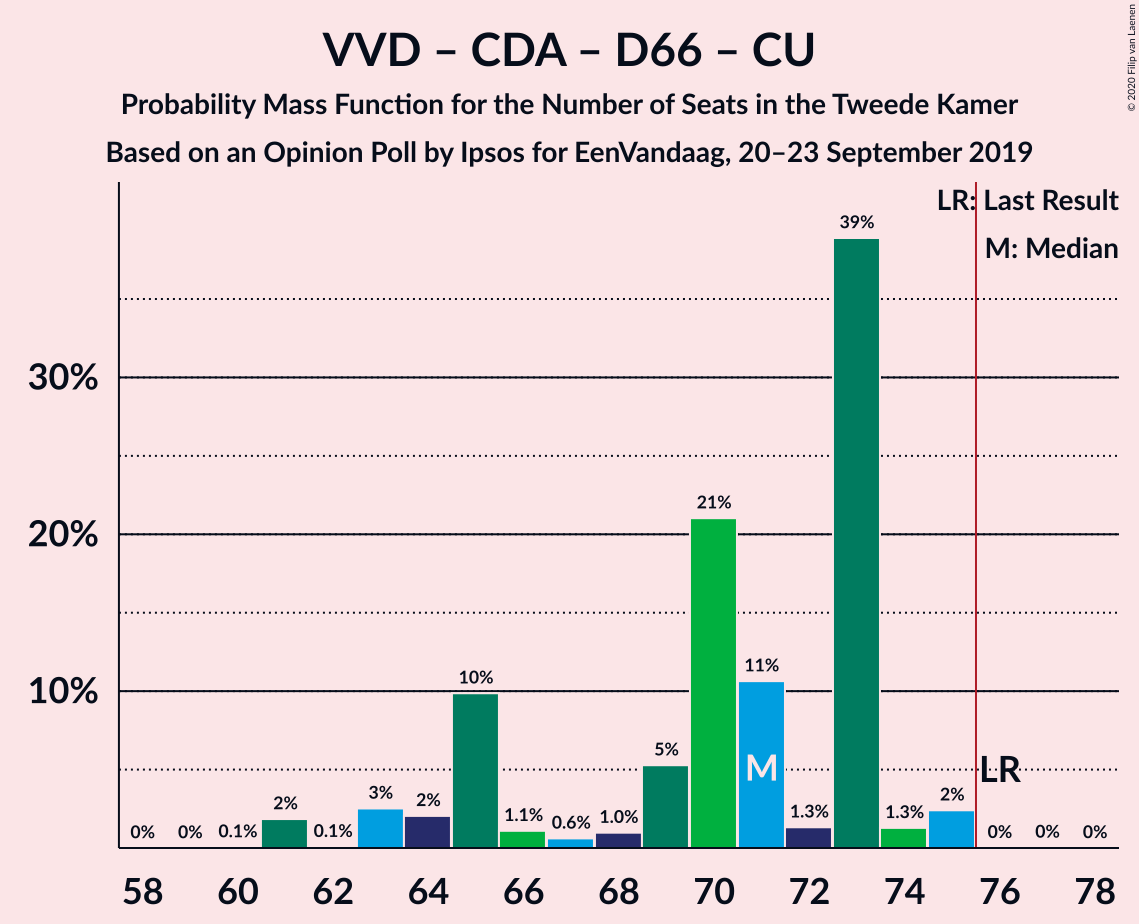 VVD – CDA – D66 – CU
Probability Mass Function for the Number of Seats in the Tweede Kamer
Based on an Opinion Poll by Ipsos for EenVandaag, 20–23 September 2019
© 2020 Filip van Laenen
LR: Last Result
M: Median
30%
20%
10%
0%
0%
0.1%
2%
0.1%
3%
2%
10%
1.1%
0.6%
1.0%
5%
21%
11%
1.3%
39%
1.3%
2%
0%
0%
0%
M
LR
58 60 62 64 66 68 70 72 74 76 78